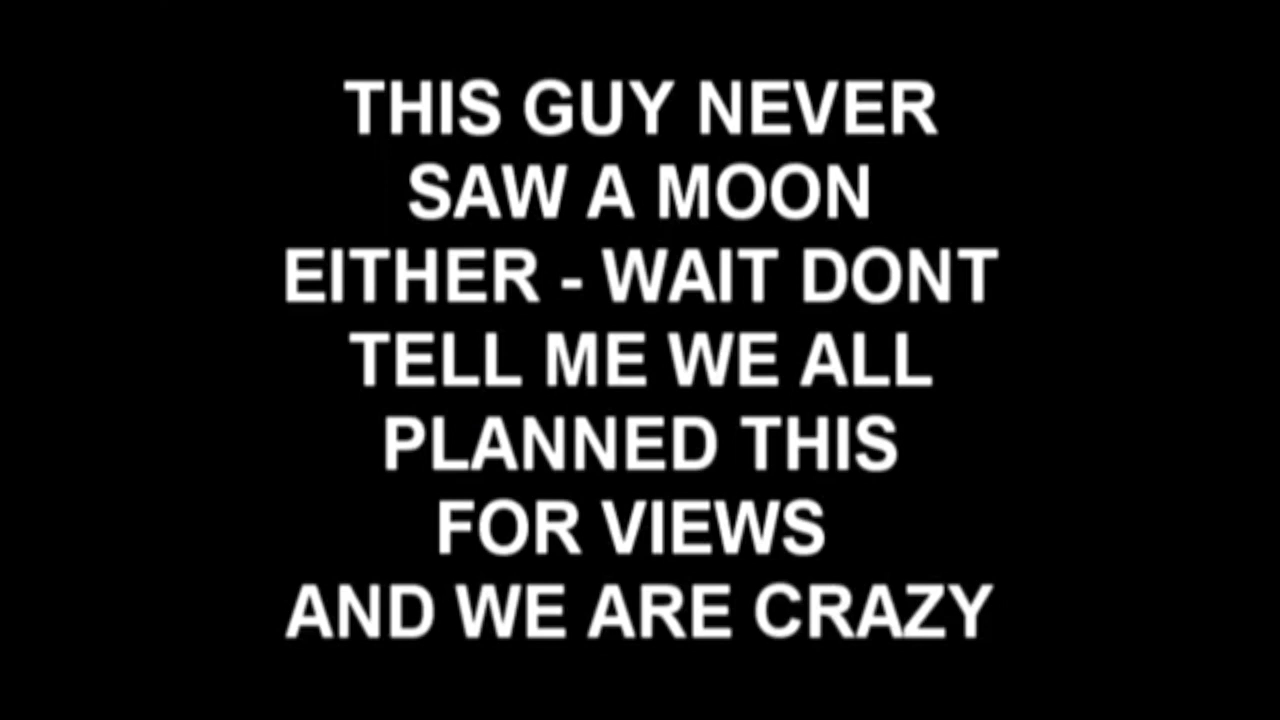 THIS GUY NEVER
SAW A MOON
EITHER - WAIT DONT
TELL ME WE ALL
PLANNED THIS
FOR VIEWS
AND WE ARE CRAZY